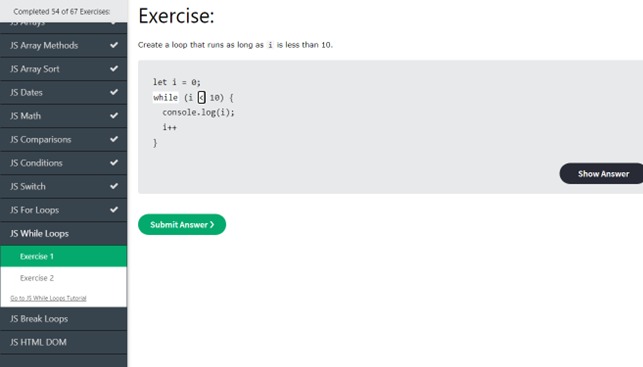 Completed 54 of 67 Exercises:
JS Arrays
JS Array Methods
JS Array Sort
JS Dates
JS Math
JS Comparisons
JS Conditions
JS Switch
JS For Loops
JS While Loops
Exercise 1
Exercise 2
Go to JS While Loops Tutorial
JS Break Loops
JS HTML DOM
Exercise:
Create a loop that runs as long as i is less than 10.
let i = 0;
while (i < 10) {
console.log(i);
i++
}
Show Answer
Submit Answer ❯